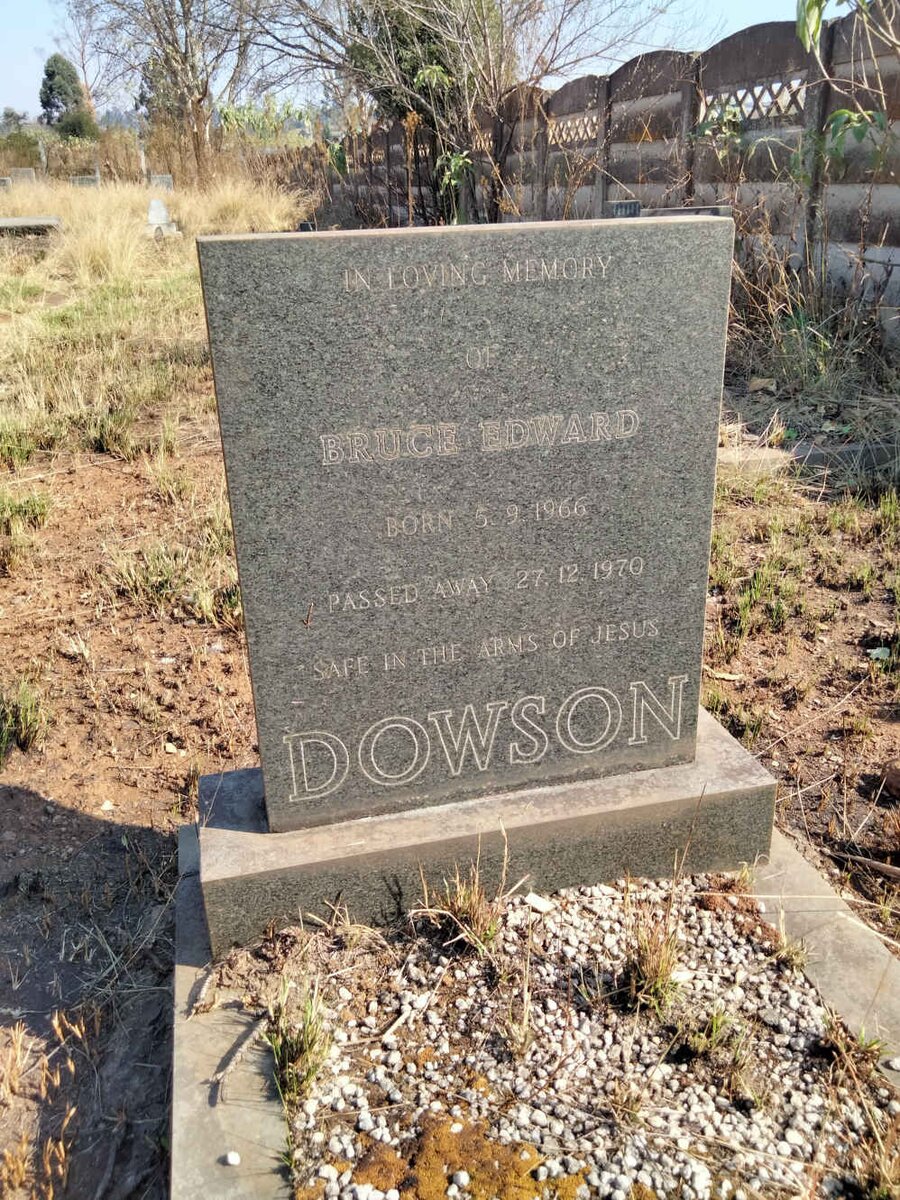 IN LOVING MEMORY
OF
BRUCE EDWARD
BORN 5. 9. 1966
PASSED AWAY 27. 12. 1970
SAFE IN THE ARMS OF JESUS
DOWSON